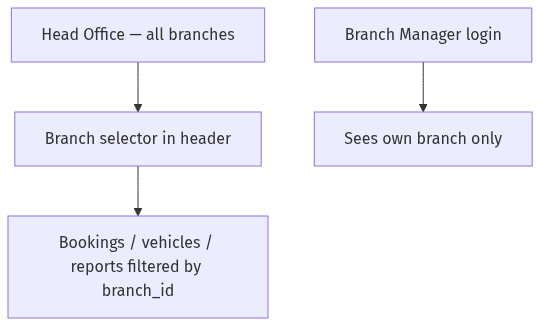 Head Office — all branches
Branch Manager login
Branch selector in header
Sees own branch only
Bookings / vehicles /
reports filtered by
branch_id